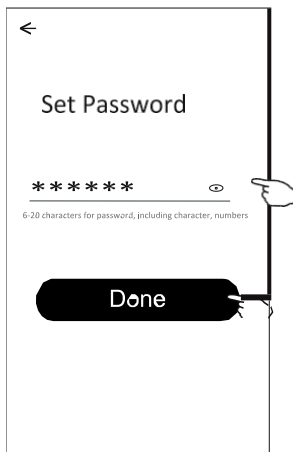 Set Password
******
6-20 characters for password, including character, numbers
Done